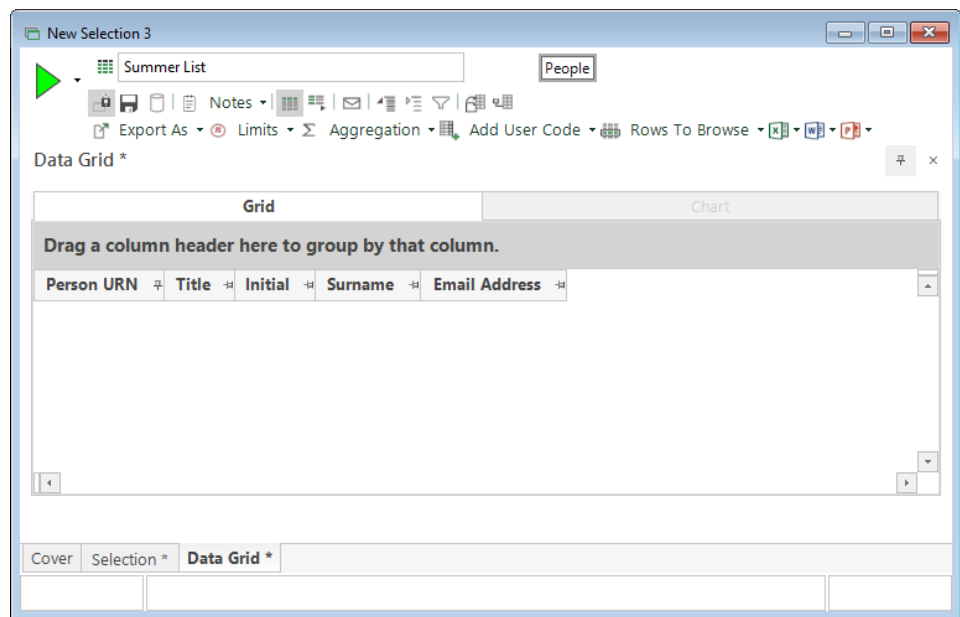 New Selection 3
Summer List People
Notes
Export As Limits Σ Aggregation Add User Code Rows To Browse
Data Grid *
Grid Chart
Drag a column header here to group by that column.
Person URN Title Initial Surname Email Address
Cover Selection * Data Grid *